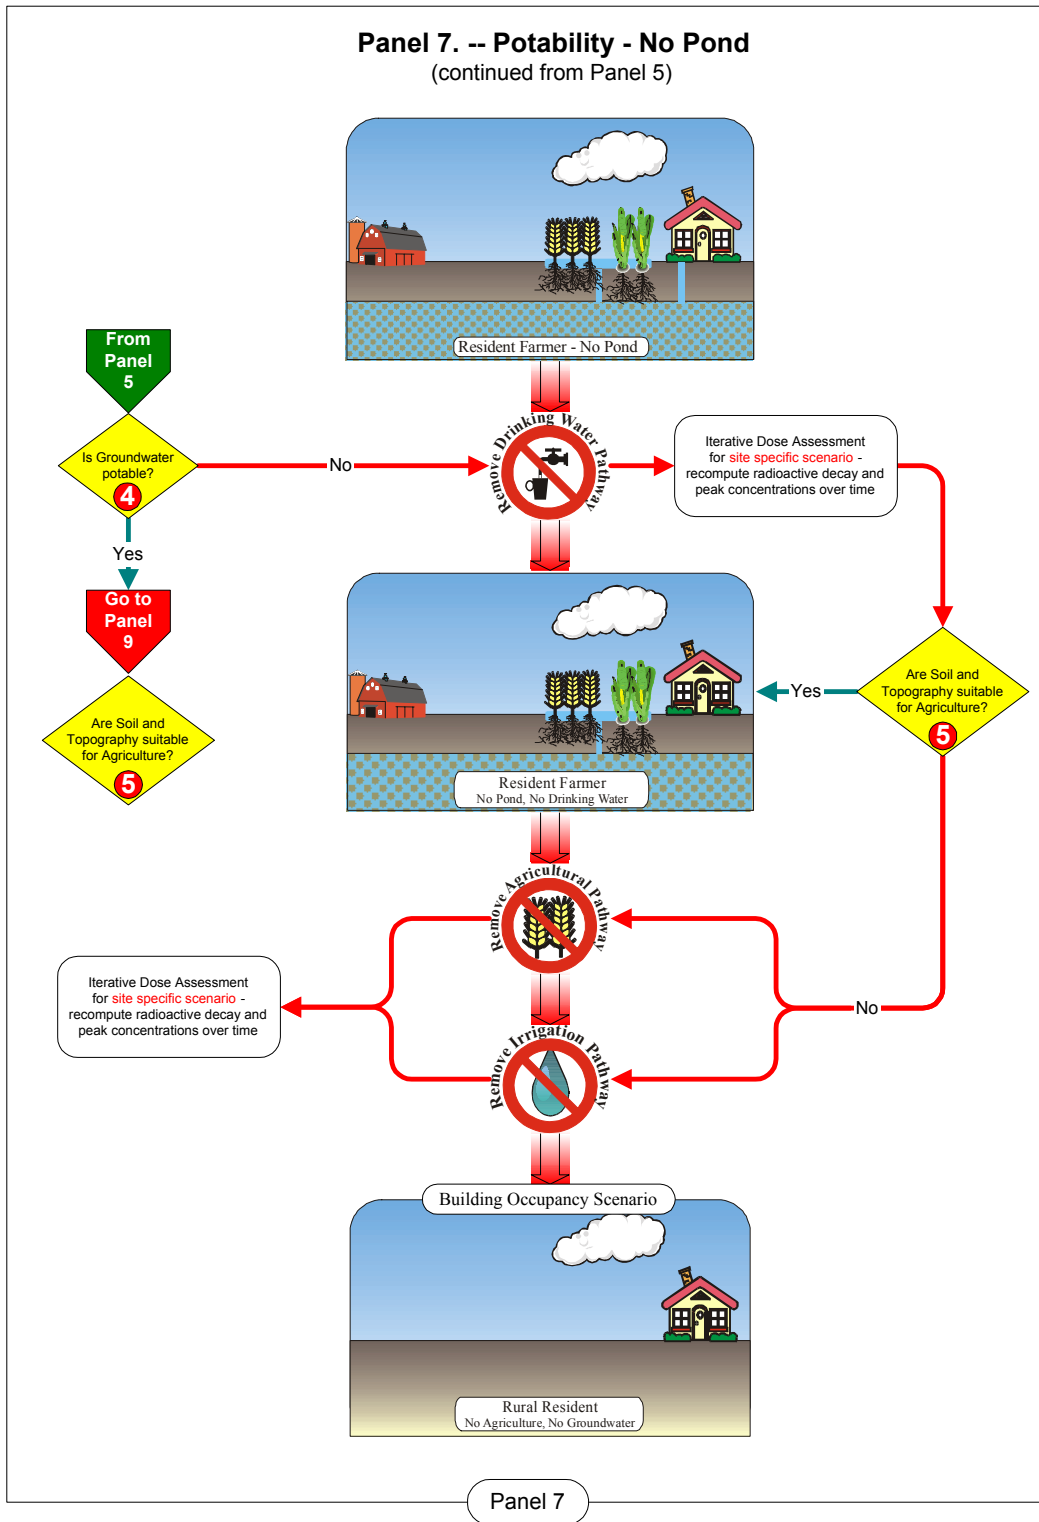 Panel 7. -- Potability - No Pond
(continued from Panel 5)
Resident Farmer - No Pond
From
Panel
5
Is Groundwater
potable?
4
No
Remove Drinking Water Pathway
Iterative Dose Assessment
for site specific scenario -
recompute radioactive decay and
peak concentrations over time
Yes
Go to
Panel
9
Are Soil and
Topography suitable
for Agriculture?
5
Yes
Are Soil and
Topography suitable
for Agriculture?
5
Resident Farmer
No Pond, No Drinking Water
Remove Agricultural Pathway
Iterative Dose Assessment
for site specific scenario -
recompute radioactive decay and
peak concentrations over time
No
Remove Irrigation Pathway
Building Occupancy Scenario
Rural Resident
No Agriculture, No Groundwater
Panel 7